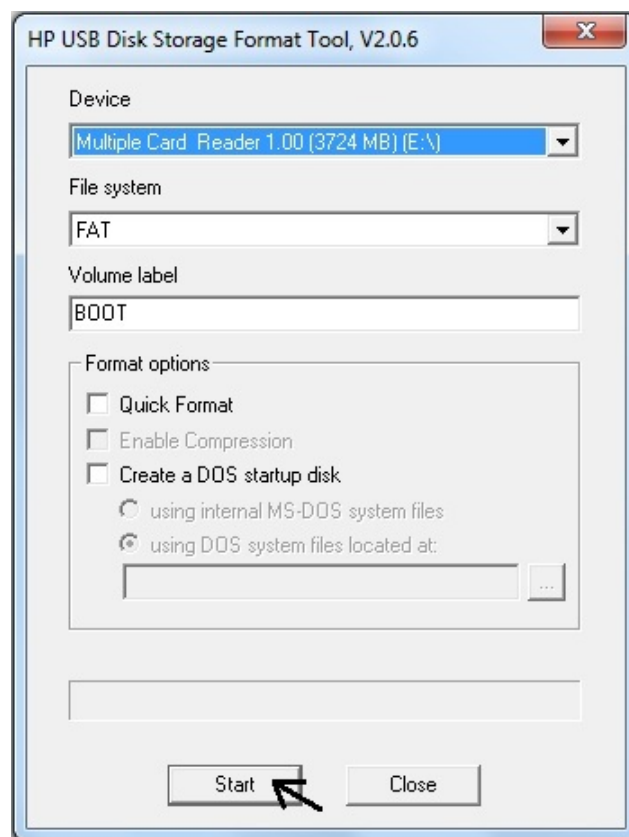 HP USB Disk Storage Format Tool, V2.0.6
Device
Multiple Card  Reader 1.00 (3724 MB) (E:\)
File system
FAT
Volume label
BOOT
Format options
Quick Format
Enable Compression
Create a DOS startup disk
using internal MS-DOS system files
using DOS system files located at:
...
Start
Close